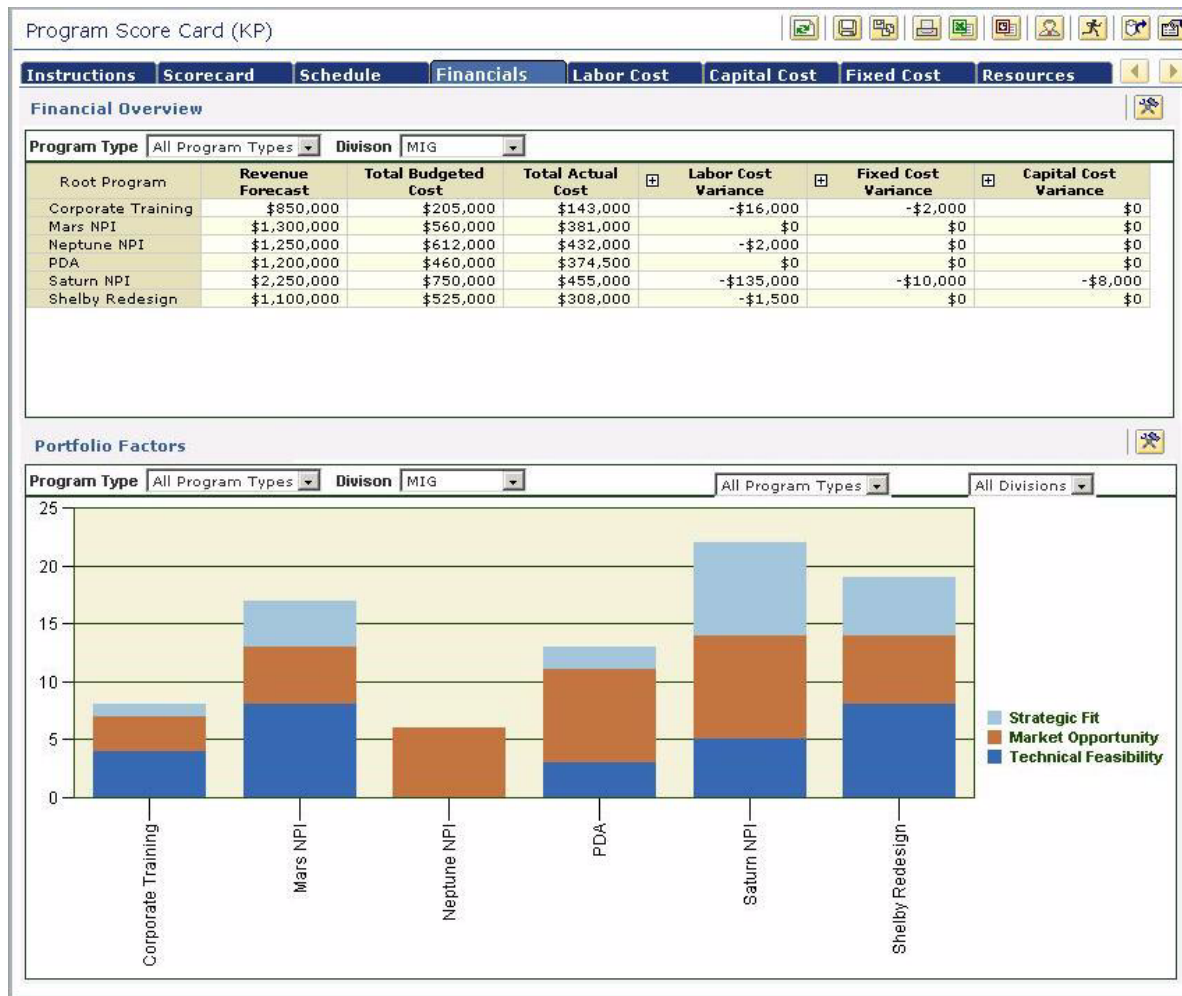 Program Score Card (KP)
Instructions Scorecard Schedule Financials Labor Cost Capital Cost Fixed Cost Resources
Financial Overview
Program Type All Program Types Divison MIG
Root Program Revenue Forecast Total Budgeted Cost Total Actual Cost Labor Cost Variance Fixed Cost Variance Capital Cost Variance
Corporate Training $850,000 $205,000 $143,000 -$16,000 -$2,000 $0
Mars NPI $1,300,000 $560,000 $381,000 $0 $0 $0
Neptune NPI $1,250,000 $612,000 $432,000 -$2,000 $0 $0
PDA $1,200,000 $460,000 $374,500 $0 $0 $0
Saturn NPI $2,250,000 $750,000 $455,000 -$135,000 -$10,000 -$8,000
Shelby Redesign $1,100,000 $525,000 $308,000 -$1,500 $0 $0
Portfolio Factors
Program Type All Program Types Divison MIG All Program Types All Divisions
25
20
15
10
5
0
Strategic Fit
Market Opportunity
Technical Feasibility
Corporate Training
Mars NPI
Neptune NPI
PDA
Saturn NPI
Shelby Redesign